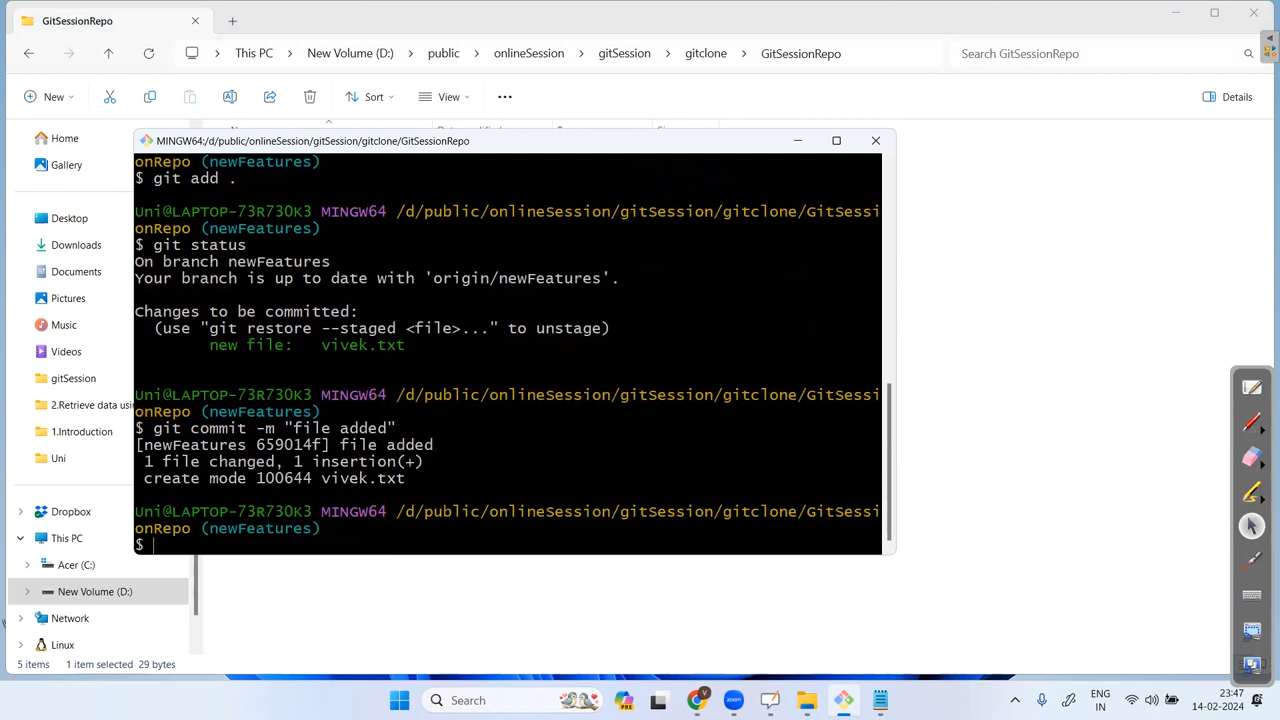 GitSessionRepo
This PC
New Volume (D:)
public
onlineSession
gitSession
gitclone
GitSessionRepo
Search GitSessionRepo
New
Sort
View
Details
Home
Gallery
Desktop
Downloads
Documents
Pictures
Music
Videos
gitSession
2.Retrieve data usin
1.Introduction
Uni
Dropbox
This PC
Acer (C:)
New Volume (D:)
Network
Linux
5 items 1 item selected 29 bytes
MINGW64:/d/public/onlineSession/gitSession/gitclone/GitSessionRepo
onRepo (newFeatures)
$ git add .
Uni@LAPTOP-73R73OK3 MINGW64 /d/public/onlineSession/gitSession/gitclone/GitSessi
onRepo (newFeatures)
$ git status
On branch newFeatures
Your branch is up to date with 'origin/newFeatures'.
Changes to be committed:
(use "git restore --staged <file>..." to unstage)
new file: vivek.txt
Uni@LAPTOP-73R73OK3 MINGW64 /d/public/onlineSession/gitSession/gitclone/GitSessi
onRepo (newFeatures)
$ git commit -m "file added"
[newFeatures 659014f] file added
1 file changed, 1 insertion(+)
create mode 100644 vivek.txt
Uni@LAPTOP-73R73OK3 MINGW64 /d/public/onlineSession/gitSession/gitclone/GitSessi
onRepo (newFeatures)
$
Search
ENG
IN
23:47
14-02-2024